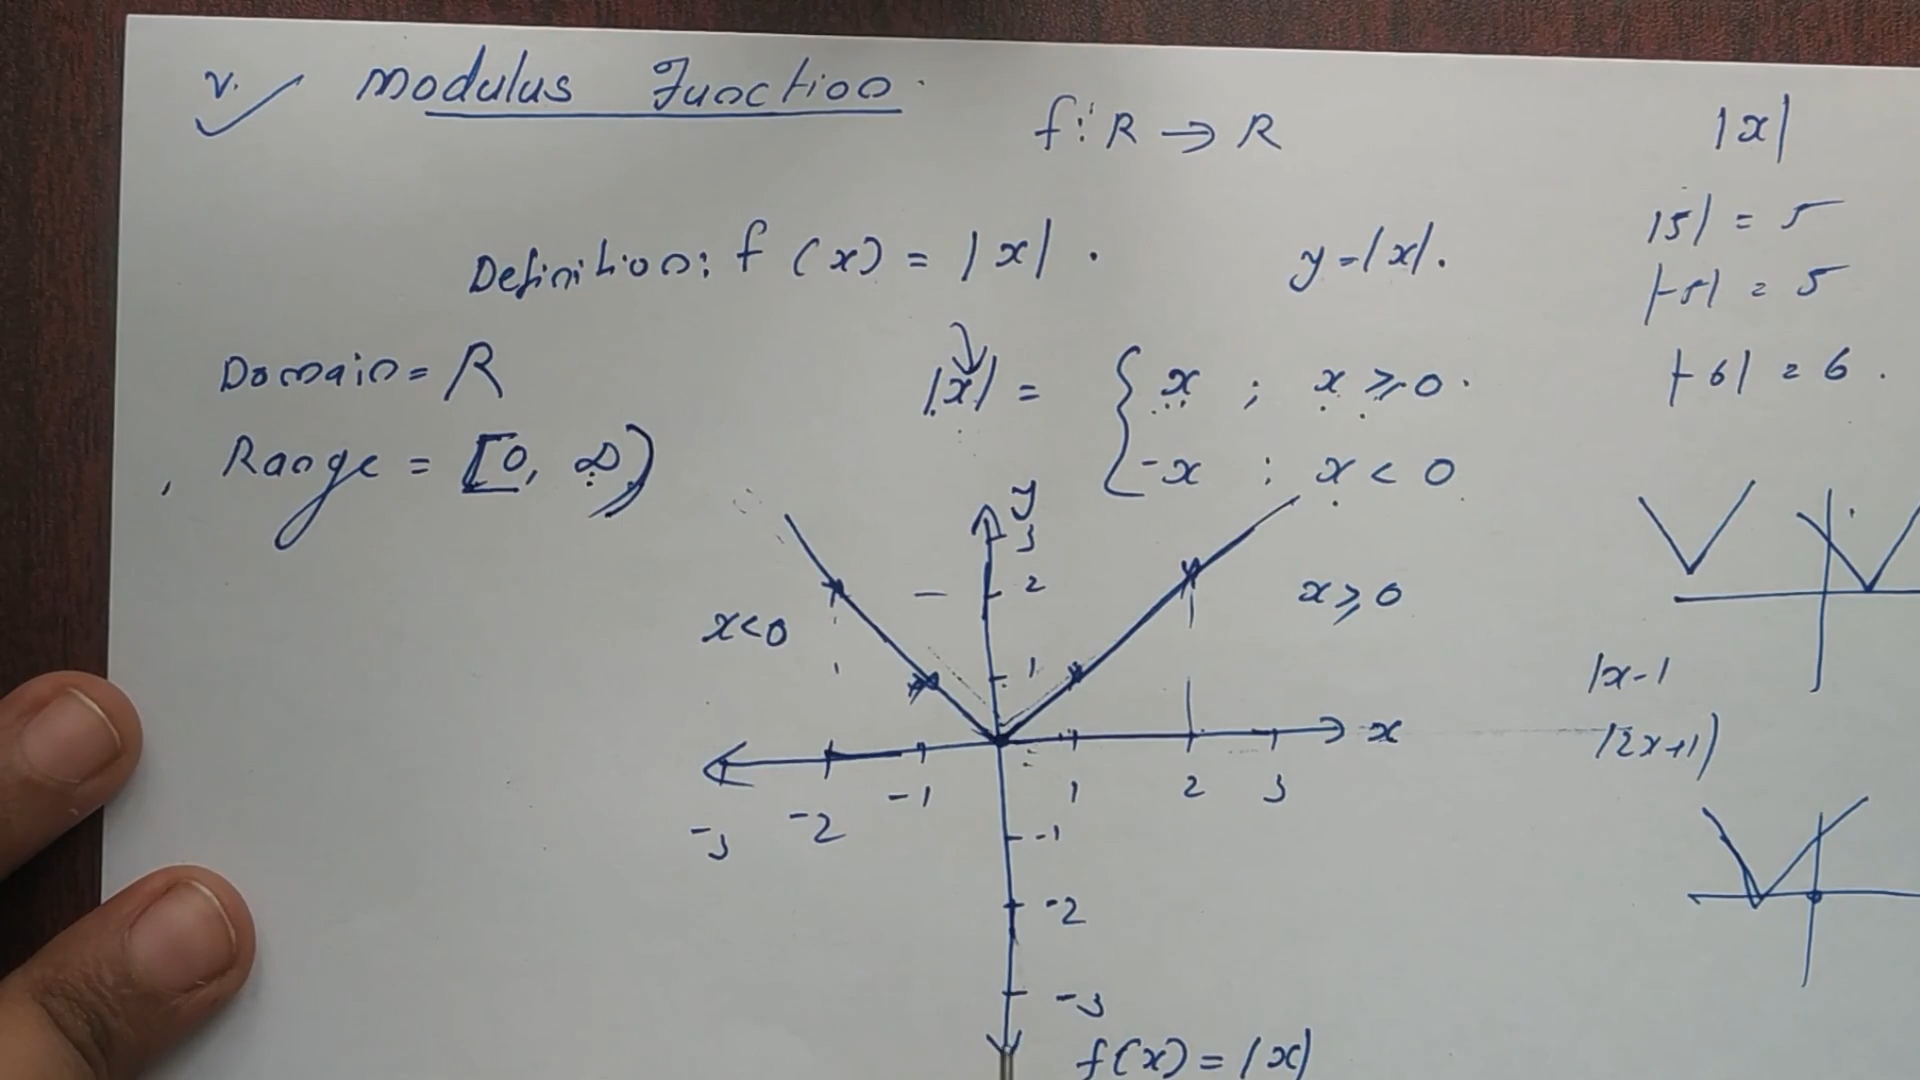 v. Modulus Function.
f: R → R
|x|
|5| = 5
Definition: f(x) = |x|.
y = |x|.
|-5| = 5
Domain = R
|x| = { x ; x ≥ 0.
-x ; x < 0
|-6| = 6.
Range = [0, ∞)
y
3
2
1
x<0
x ≥ 0
x
-3 -2 -1 1 2 3
-1
-2
-3
|x-1
|2x+1|
f(x) = |x|